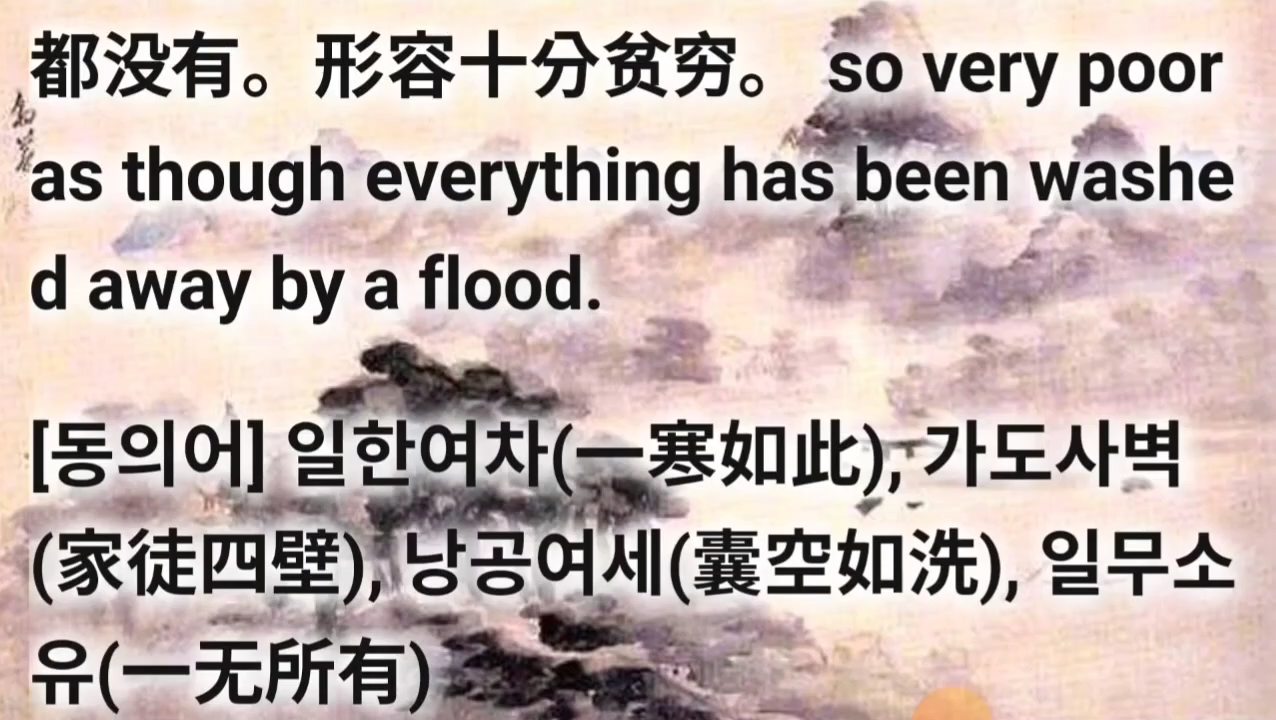 都没有。形容十分贫穷。 so very poor
as though everything has been washe
d away by a flood.
[동의어] 일한여차(一寒如此), 가도사벽
(家徒四壁), 낭공여세(囊空如洗), 일무소
유(一无所有)